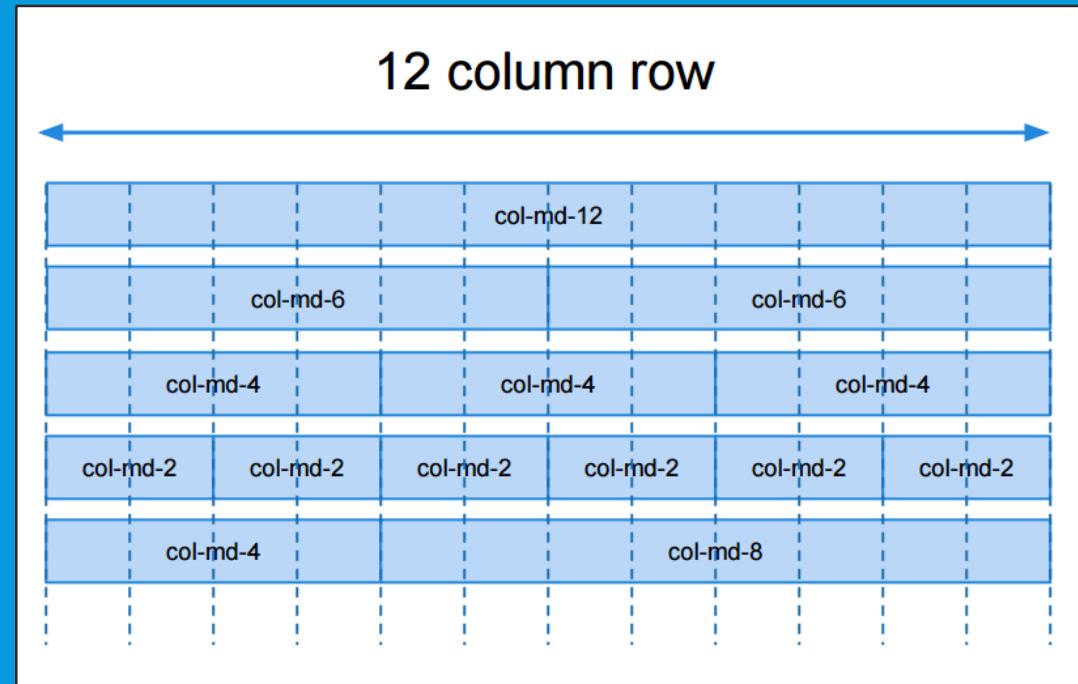 12 column row
col-md-12
col-md-6 col-md-6
col-md-4 col-md-4 col-md-4
col-md-2 col-md-2 col-md-2 col-md-2 col-md-2 col-md-2
col-md-4 col-md-8